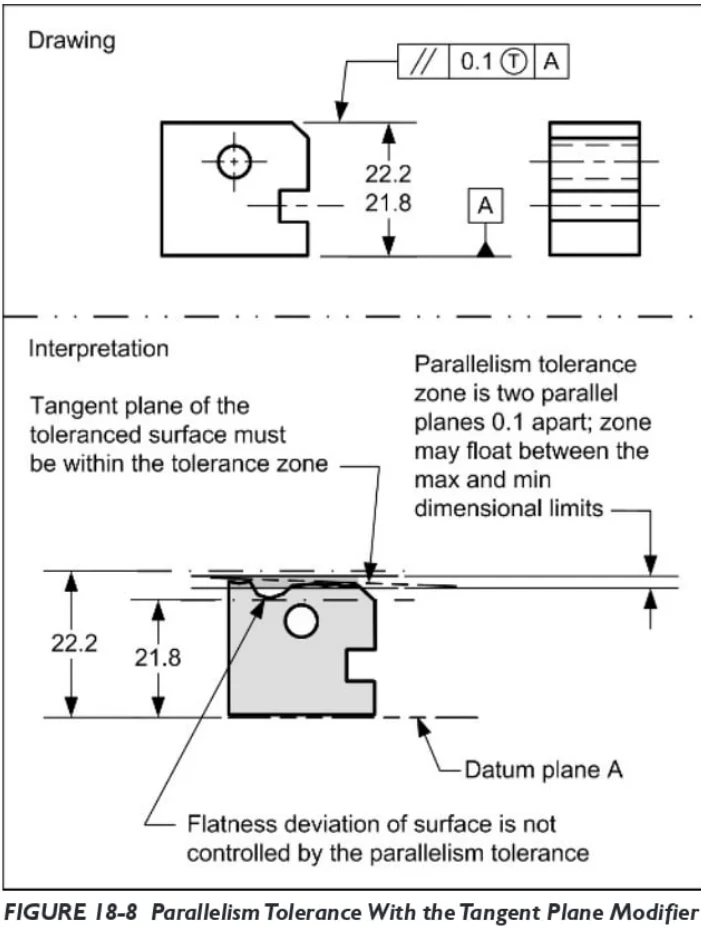 Drawing
// 0.1 Ⓣ A
22.2
21.8
A
Interpretation
Parallelism tolerance
zone is two parallel
planes 0.1 apart; zone
may float between the
max and min
dimensional limits
Tangent plane of the
toleranced surface must
be within the tolerance zone
22.2
21.8
Datum plane A
Flatness deviation of surface is not
controlled by the parallelism tolerance
FIGURE 18-8 Parallelism Tolerance With the Tangent Plane Modifier